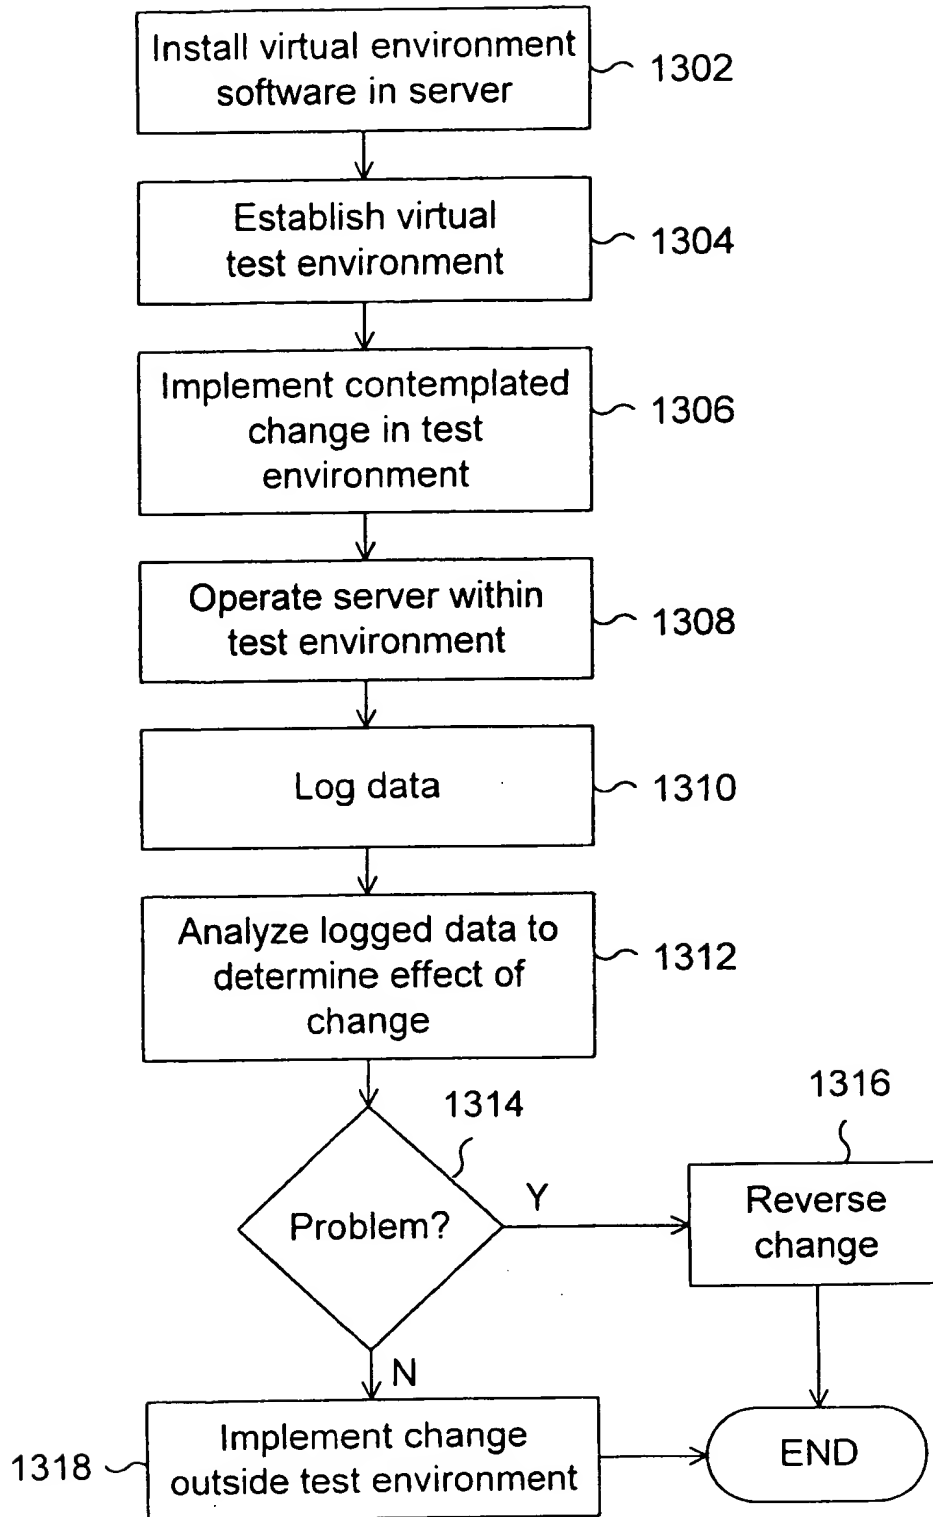 Install virtual environment
software in server
1302
Establish virtual
test environment
1304
Implement contemplated
change in test
environment
1306
Operate server within
test environment
1308
Log data
1310
Analyze logged data to
determine effect of
change
1312
1314
Problem?
Y
1316
Reverse
change
N
Implement change
outside test environment
1318
END